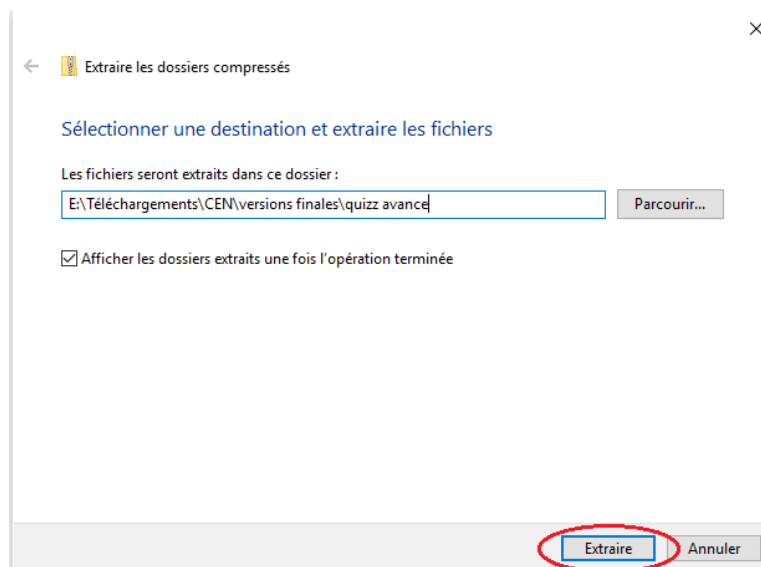 Extraire les dossiers compressés
Sélectionner une destination et extraire les fichiers
Les fichiers seront extraits dans ce dossier :
E:\Téléchargements\CEN\versions finales\quizz avance
Parcourir...
Afficher les dossiers extraits une fois l'opération terminée
Extraire
Annuler